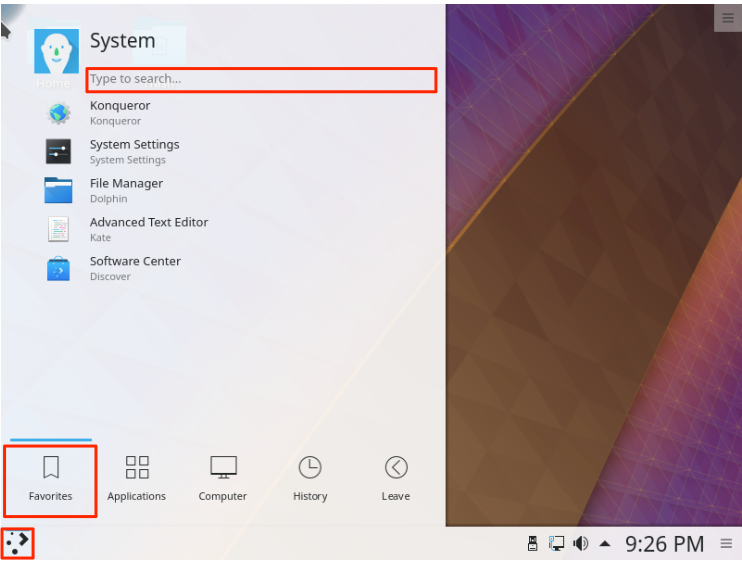 System
Home
Type to search...
Konqueror
Konqueror
System Settings
System Settings
File Manager
Dolphin
Advanced Text Editor
Kate
Software Center
Discover
Favorites
Applications
Computer
History
Leave
9:26 PM